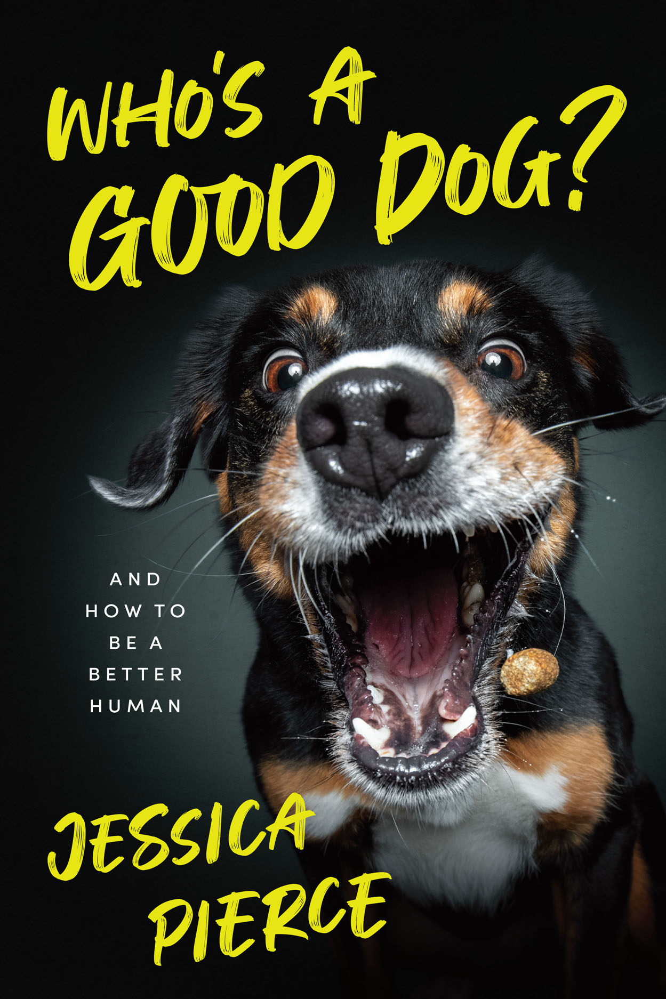 WHO'S A
GOOD DOG?
AND
HOW TO
BE A
BETTER
HUMAN
JESSICA
PIERCE